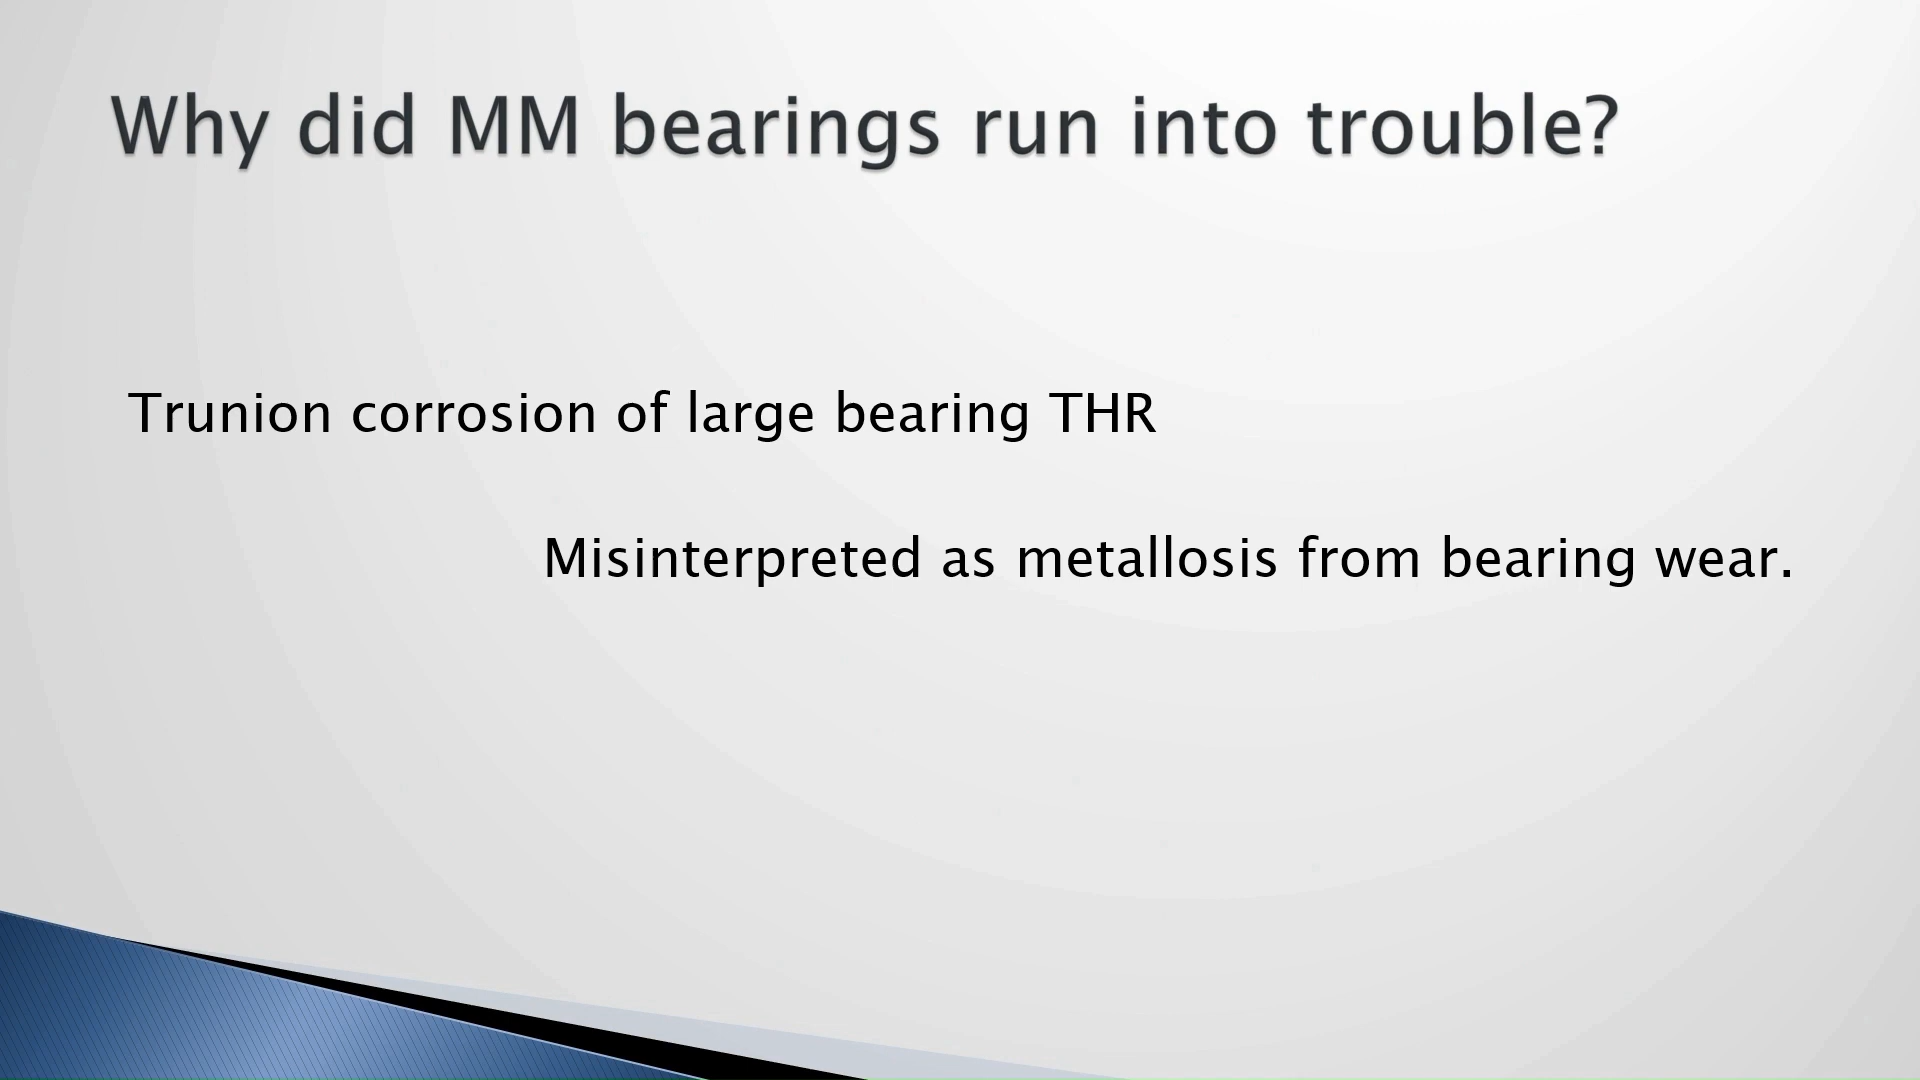 Why did MM bearings run into trouble?
Trunion corrosion of large bearing THR
Misinterpreted as metallosis from bearing wear.